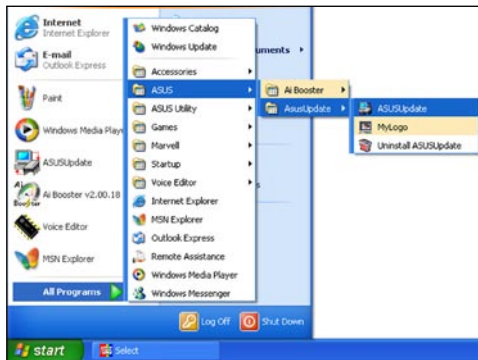 Internet
Internet Explorer
E-mail
Outlook Express
Paint
Windows Media Play
ASUSUpdate
Ai Booster v2.00.18
Voice Editor
MSN Explorer
All Programs
Windows Catalog
Windows Update
Accessories
ASUS
ASUS Utility
Games
Marvell
Startup
Voice Editor
Internet Explorer
MSN Explorer
Outlook Express
Remote Assistance
Windows Media Player
Windows Messenger
uments
s
Ai Booster
AsusUpdate
ASUSUpdate
MyLogo
Uninstall ASUSUpdate
Log Off
Shut Down
start
Select